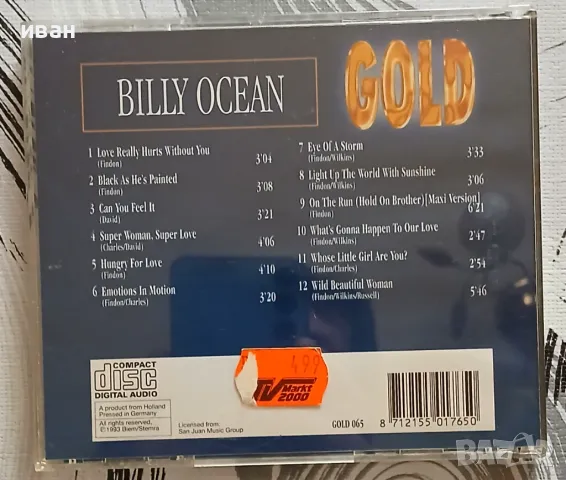 иван
BILLY OCEAN
GOLD
1 Love Really Hurts Without You
(Findon)
3'04
2 Black As He's Painted
(Findon)
3'08
3 Can You Feel It
(David)
3'21
4 Super Woman, Super Love
(Charles/David)
4'06
5 Hungry For Love
(Findon)
4'10
6 Emotions In Motion
(Findon/Charles)
3'20
7 Eye Of A Storm
(Findon/Wilkins)
3'33
8 Light Up The World With Sunshine
(Findon/Wilkins)
3'06
9 On The Run (Hold On Brother)[Maxi Version]
(Findon)
6'21
10 What's Gonna Happen To Our Love
(Findon/Wilkins)
2'47
11 Whose Little Girl Are You?
(Findon/Charles)
2'54
12 Wild Beautiful Woman
(Findon/Wilkins/Russell)
5'46
COMPACT
disc
DIGITAL AUDIO
A product from Holland
Pressed in Germany
All rights reserved,
©1993 Biem/Stemra
499
TV Markt
2000
Licensed from:
San Juan Music Group
GOLD 065
8 712155 017650
BAZAR